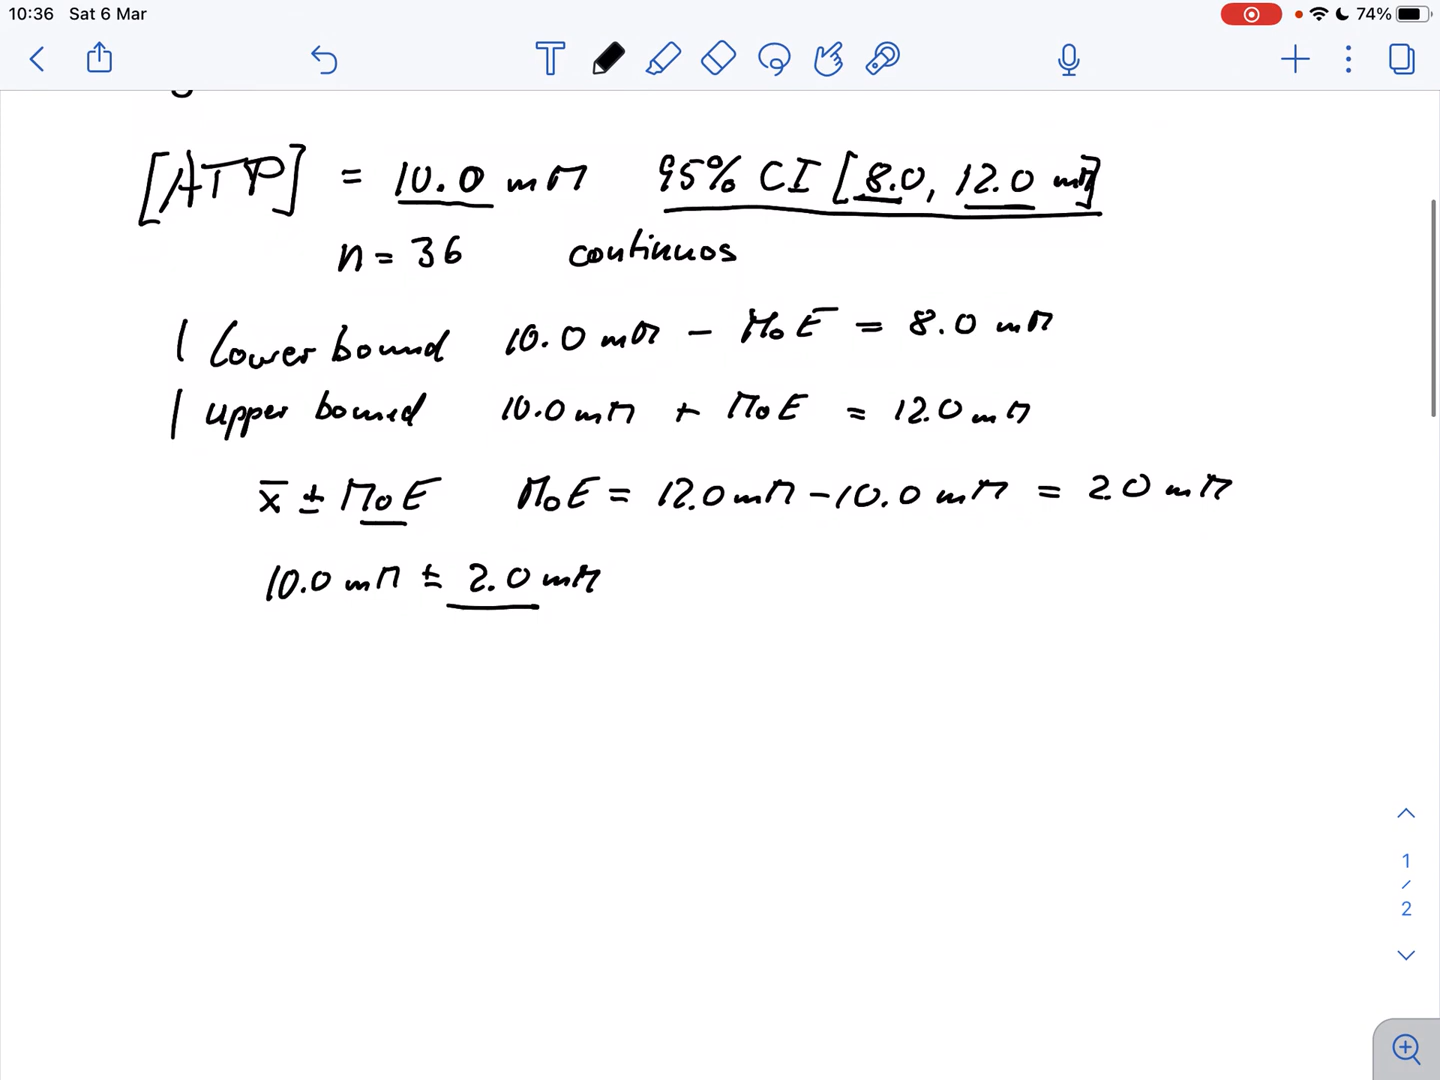 10:36 Sat 6 Mar 74%
T
[ATP] = 10.0 mM 95% CI [8.0, 12.0 mM]
n = 36 continuos
| lower bound 10.0 mM - MoE = 8.0 mM
| upper bound 10.0 mM + MoE = 12.0 mM
x̅ ± MoE MoE = 12.0 mM - 10.0 mM = 2.0 mM
10.0 mM ± 2.0 mM
1
/
2